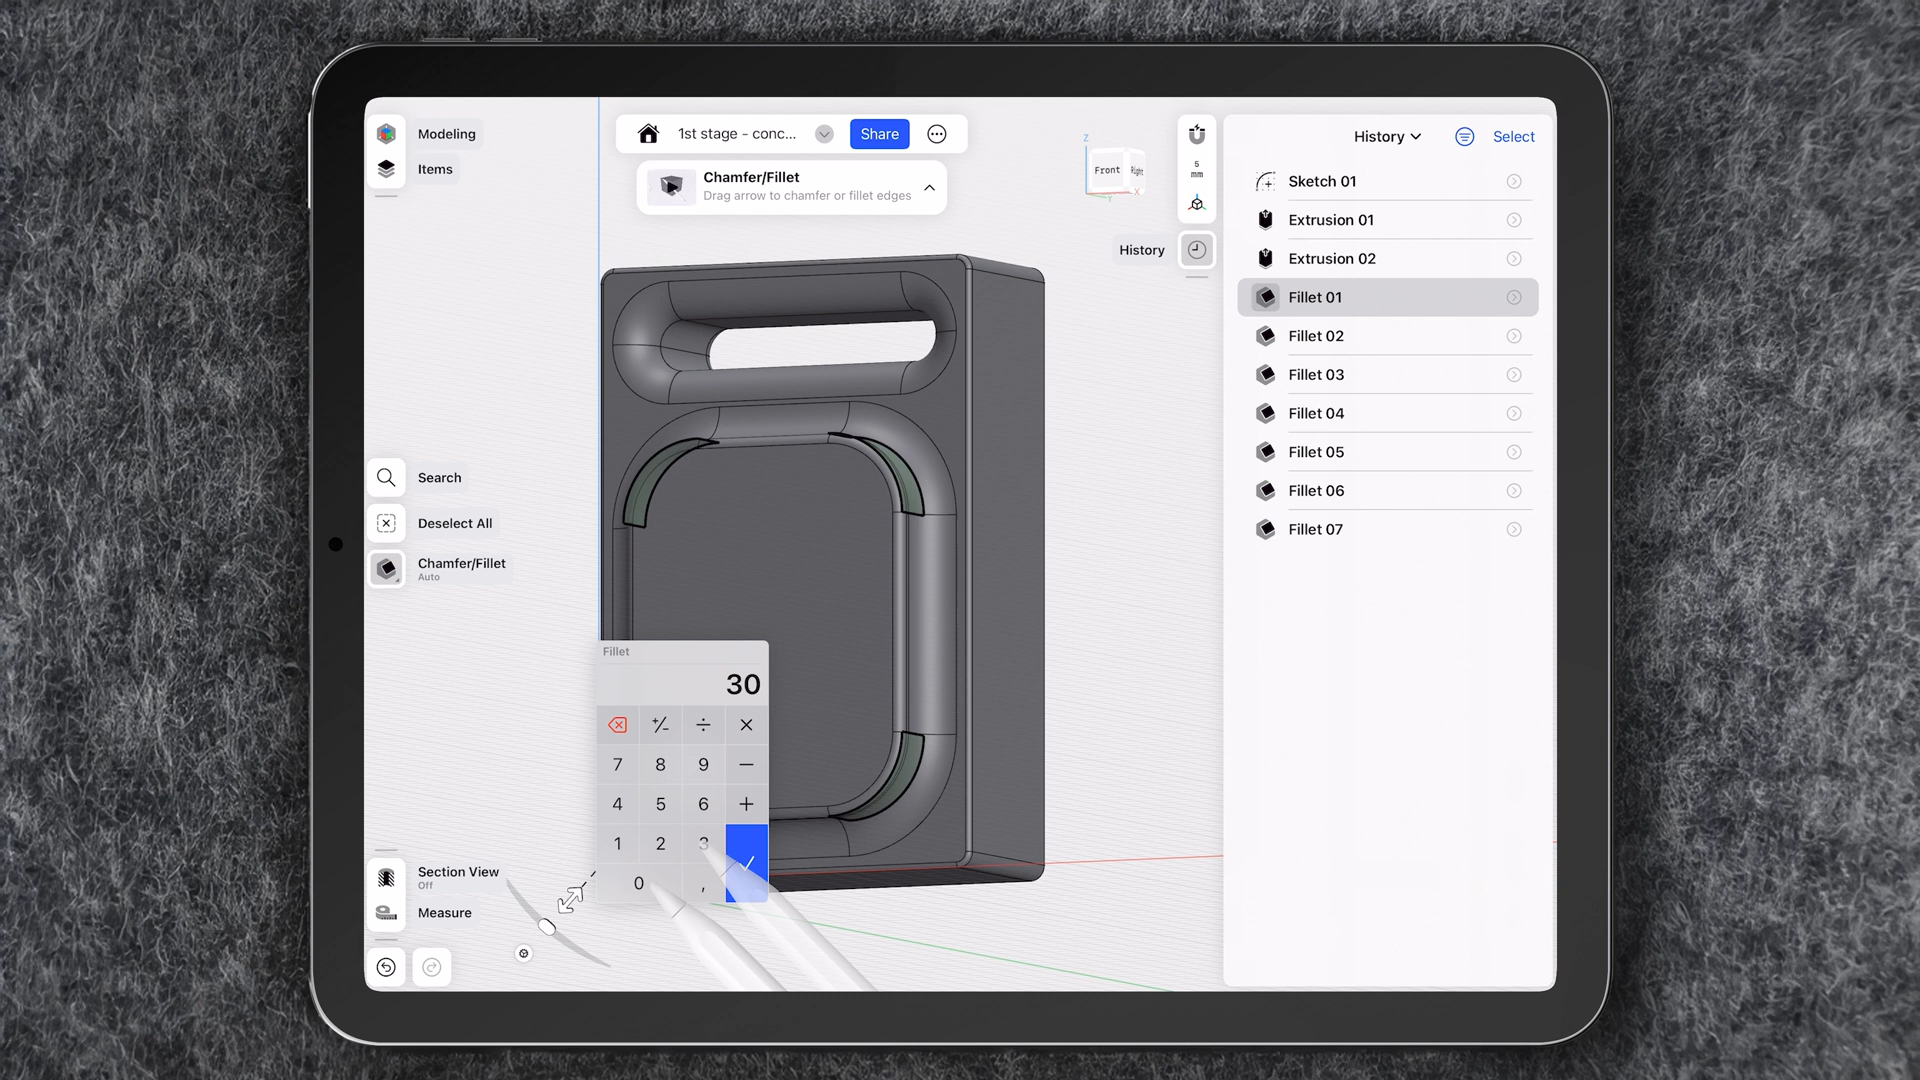 Modeling
Items
1st stage - conc...
Share
Chamfer/Fillet
Drag arrow to chamfer or fillet edges
Z
Front
Right
X
Y
5
mm
History
History
Select
Sketch 01
Extrusion 01
Extrusion 02
Fillet 01
Fillet 02
Fillet 03
Fillet 04
Fillet 05
Fillet 06
Fillet 07
Search
Deselect All
Chamfer/Fillet
Auto
Fillet
30
+/- ÷ ×
7 8 9 −
4 5 6 +
1 2 3
0 ,
Section View
Off
Measure